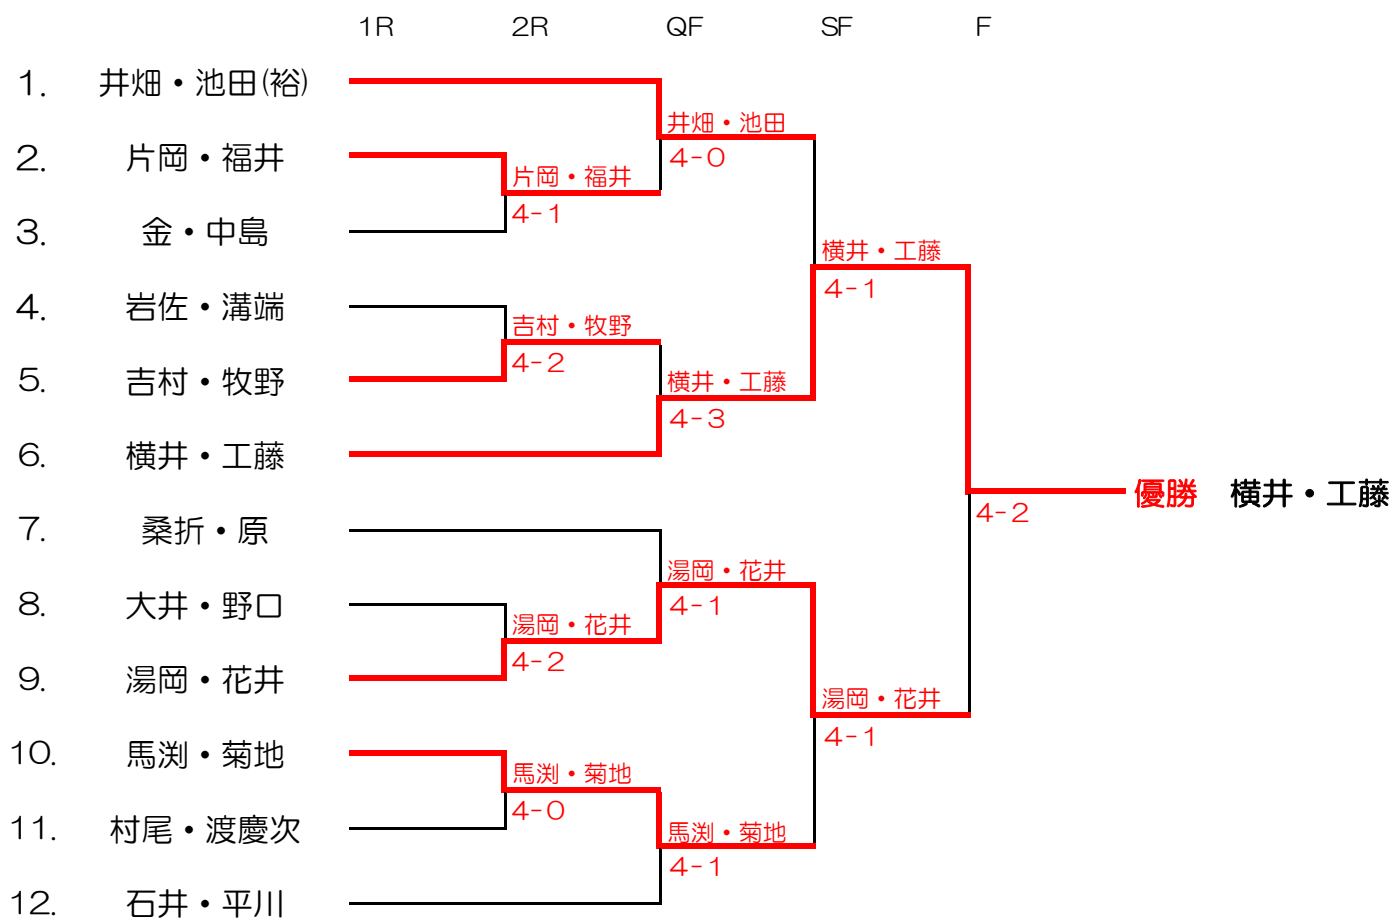 1R 2R QF SF F
1. 井畑・池田(裕)
井畑・池田
4-0
2. 片岡・福井
片岡・福井
4-1
3. 金・中島
横井・工藤
4-1
4. 岩佐・溝端
吉村・牧野
4-2
5. 吉村・牧野
横井・工藤
4-3
6. 横井・工藤
優勝 横井・工藤
4-2
7. 桑折・原
湯岡・花井
4-1
8. 大井・野口
湯岡・花井
4-2
9. 湯岡・花井
湯岡・花井
4-1
10. 馬渕・菊地
馬渕・菊地
4-0
11. 村尾・渡慶次
馬渕・菊地
4-1
12. 石井・平川